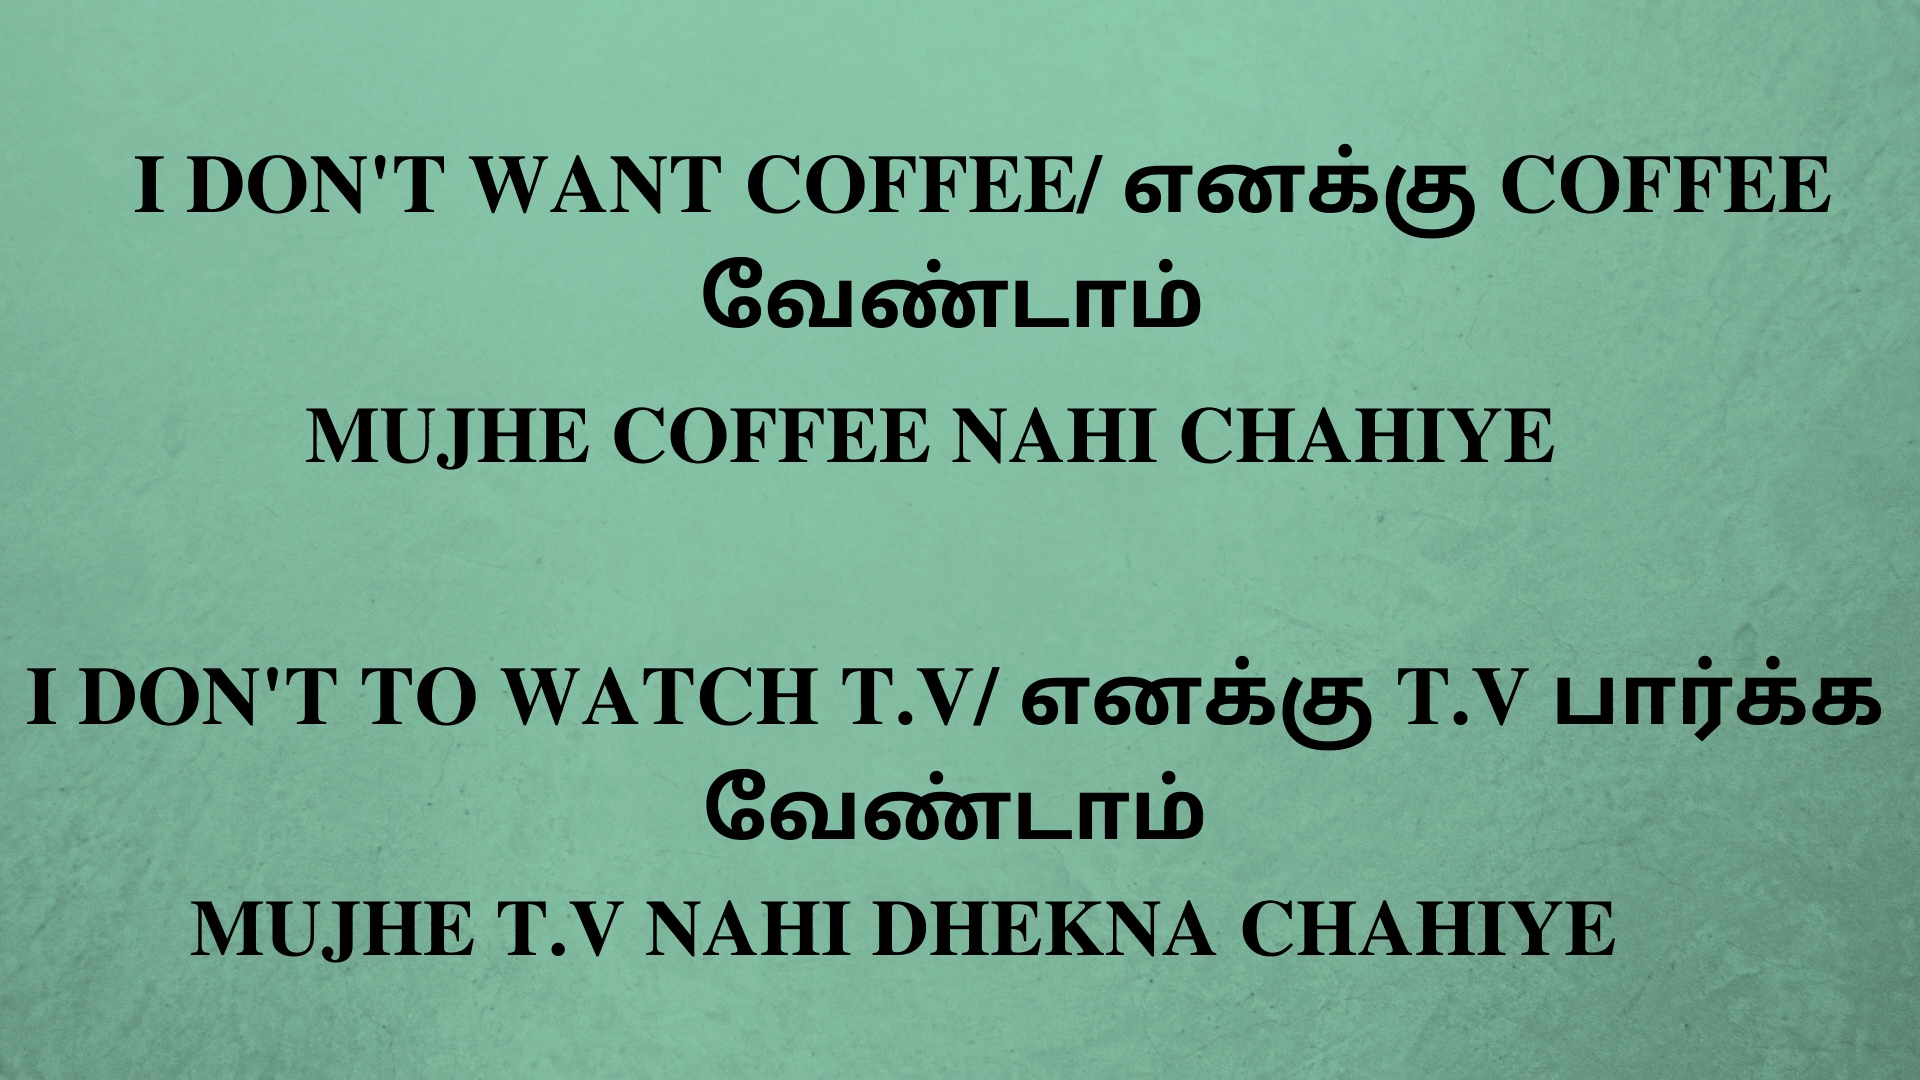 I DON'T WANT COFFEE/ எனக்கு COFFEE
வேண்டாம்
MUJHE COFFEE NAHI CHAHIYE
I DON'T TO WATCH T.V/ எனக்கு T.V பார்க்க
வேண்டாம்
MUJHE T.V NAHI DHEKNA CHAHIYE